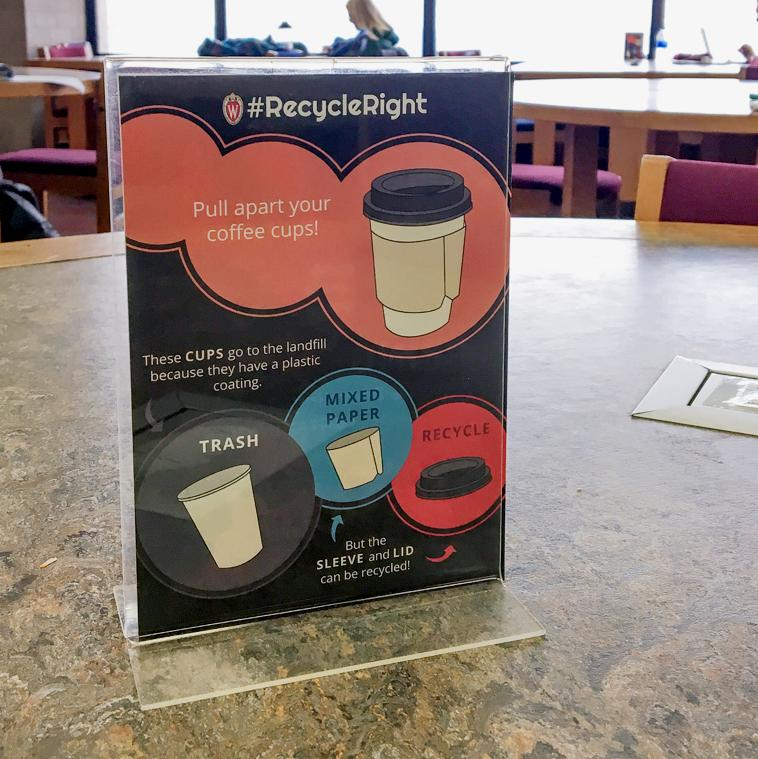 W #RecycleRight
Pull apart your
coffee cups!
These CUPS go to the landfill
because they have a plastic
coating.
MIXED
PAPER
TRASH
RECYCLE
But the
SLEEVE and LID
can be recycled!